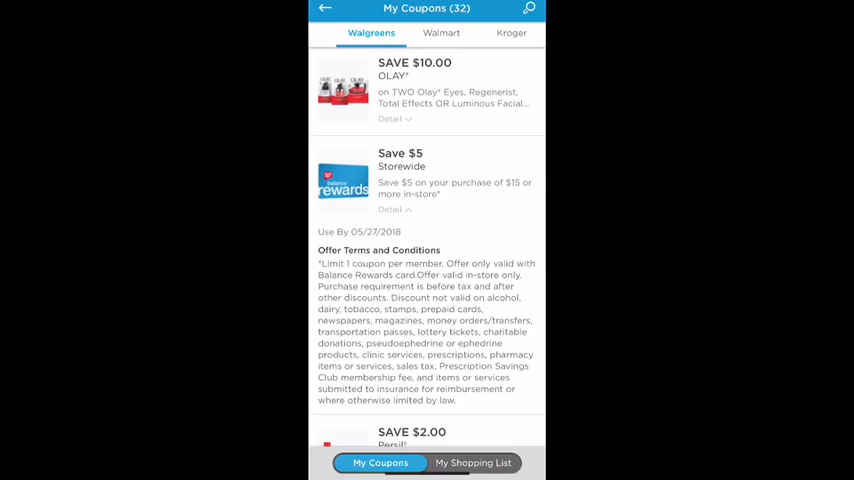 My Coupons (32)
Walgreens
Walmart
Kroger
SAVE $10.00
OLAY®
on TWO Olay® Eyes, Regenerist,
Total Effects OR Luminous Facial...
Detail
Save $5
Storewide
balance
rewards
Save $5 on your purchase of $15 or
more in-store*
Detail
Use By 05/27/2018
Offer Terms and Conditions
*Limit 1 coupon per member. Offer only valid with
Balance Rewards card.Offer valid in-store only.
Purchase requirement is before tax and after
other discounts. Discount not valid on alcohol,
dairy, tobacco, stamps, prepaid cards,
newspapers, magazines, money orders/transfers,
transportation passes, lottery tickets, charitable
donations, pseudoephedrine or ephedrine
products, clinic services, prescriptions, pharmacy
items or services, sales tax, Prescription Savings
Club membership fee, and items or services
submitted to insurance for reimbursement or
where otherwise limited by law.
SAVE $2.00
Persil®
My Coupons
My Shopping List